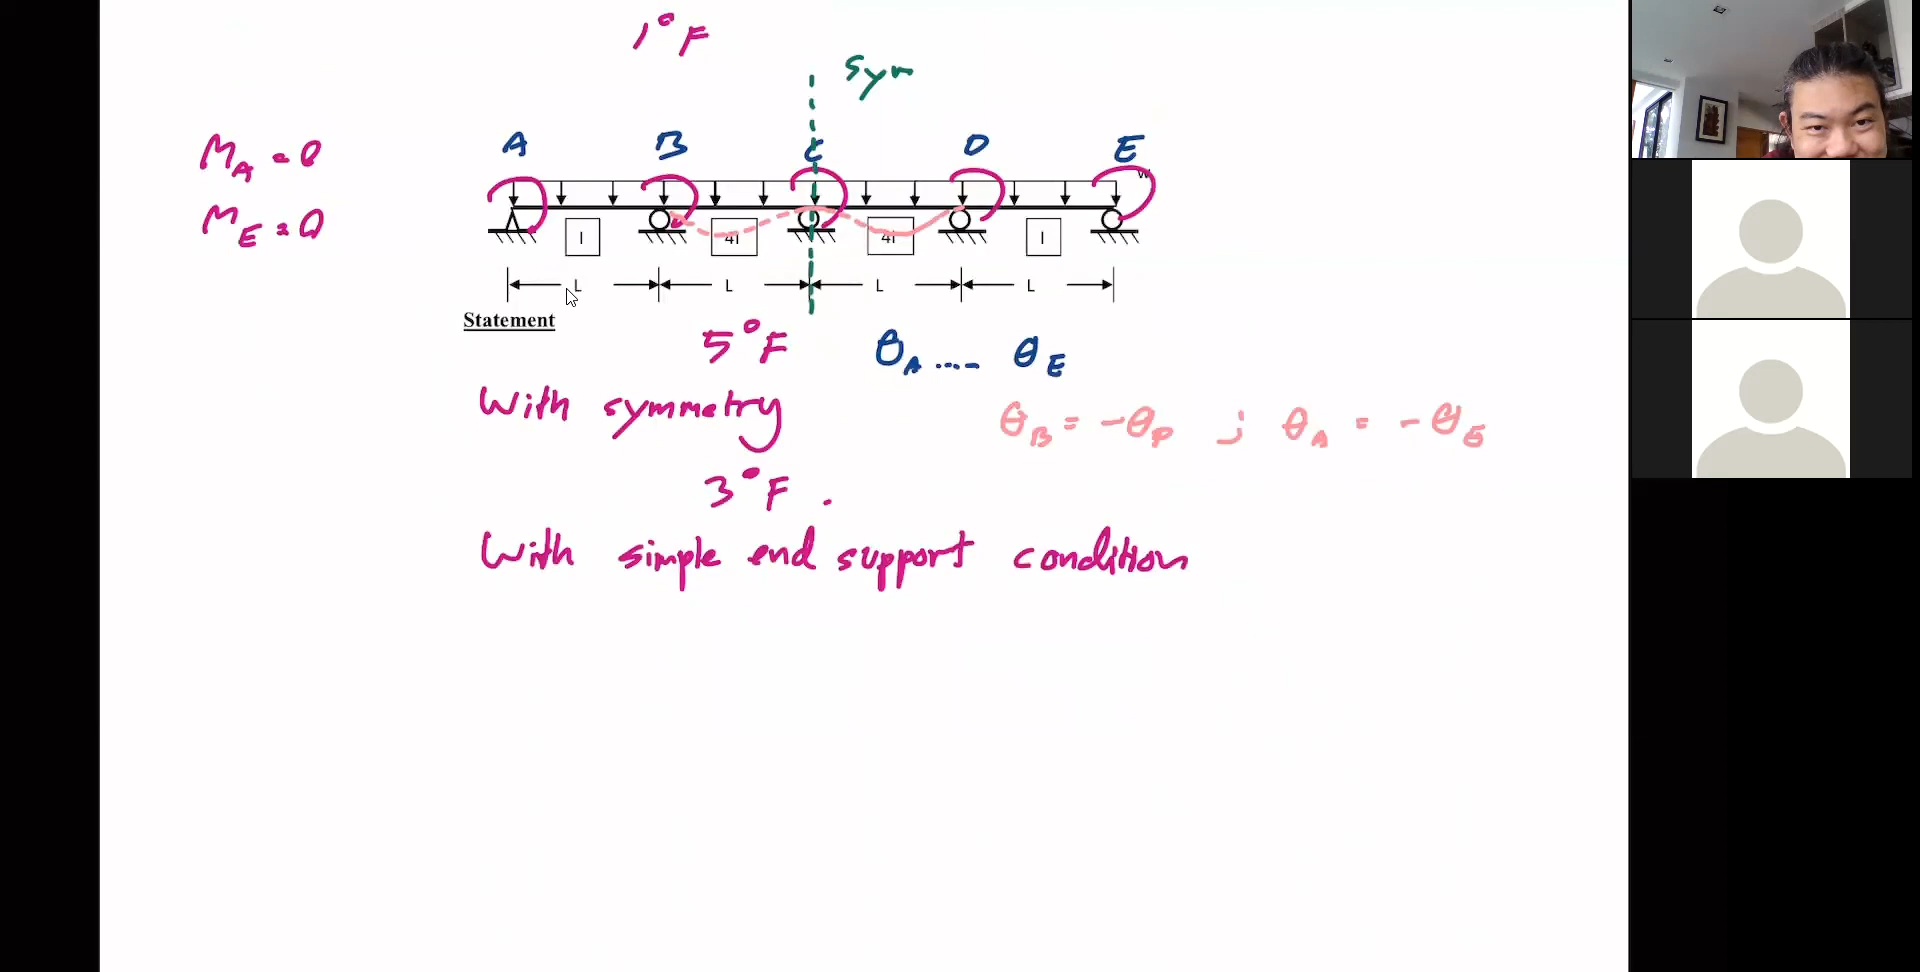 1°F
Sym
M_A = 0
M_E = 0
A B C D E
w
I 4I 4I I
L L L L
Statement
5°F θ_A .... θ_E
With symmetry θ_B = -θ_D ; θ_A = -θ_E
3°F .
With simple end support condition